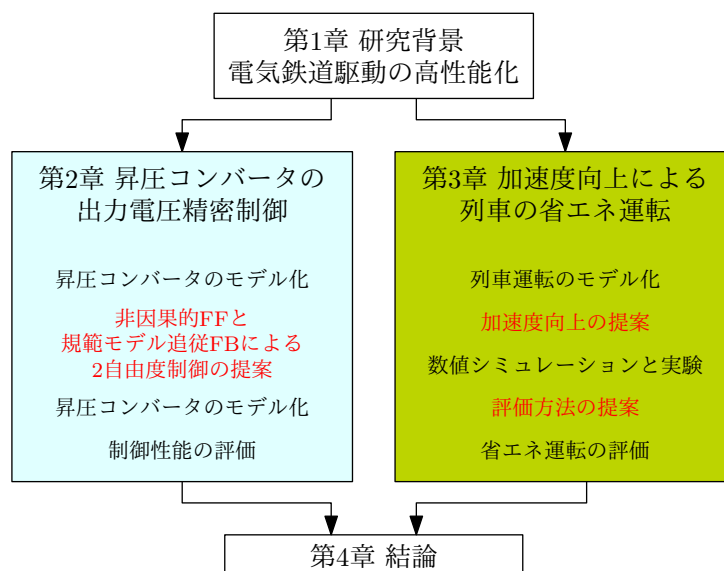 第1章 研究背景
電気鉄道駆動の高性能化
第2章 昇圧コンバータの
出力電圧精密制御
昇圧コンバータのモデル化
非因果的FFと
規範モデル追従FBによる
2自由度制御の提案
昇圧コンバータのモデル化
制御性能の評価
第3章 加速度向上による
列車の省エネ運転
列車運転のモデル化
加速度向上の提案
数値シミュレーションと実験
評価方法の提案
省エネ運転の評価
第4章 結論